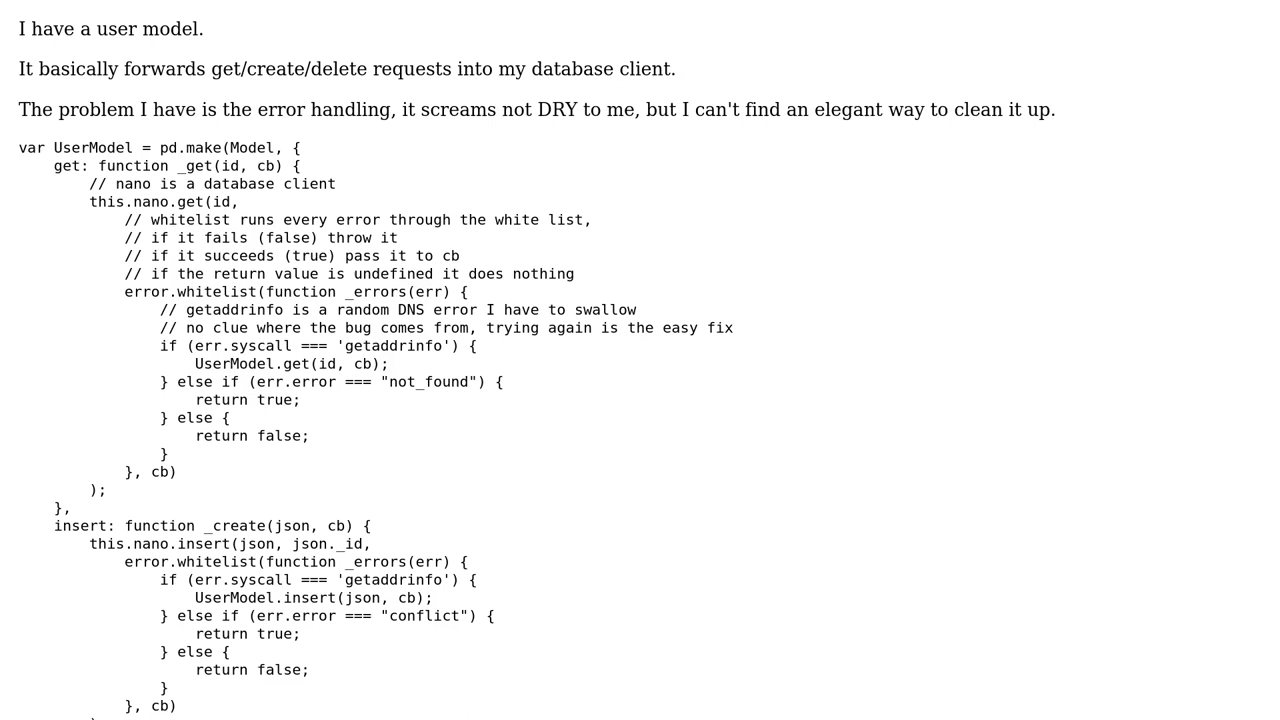 I have a user model.
It basically forwards get/create/delete requests into my database client.
The problem I have is the error handling, it screams not DRY to me, but I can't find an elegant way to clean it up.
var UserModel = pd.make(Model, {
    get: function _get(id, cb) {
        // nano is a database client
        this.nano.get(id,
            // whitelist runs every error through the white list,
            // if it fails (false) throw it
            // if it succeeds (true) pass it to cb
            // if the return value is undefined it does nothing
            error.whitelist(function _errors(err) {
                // getaddrinfo is a random DNS error I have to swallow
                // no clue where the bug comes from, trying again is the easy fix
                if (err.syscall === 'getaddrinfo') {
                    UserModel.get(id, cb);
                } else if (err.error === "not_found") {
                    return true;
                } else {
                    return false;
                }
            }, cb)
        );
    },
    insert: function _create(json, cb) {
        this.nano.insert(json, json._id,
            error.whitelist(function _errors(err) {
                if (err.syscall === 'getaddrinfo') {
                    UserModel.insert(json, cb);
                } else if (err.error === "conflict") {
                    return true;
                } else {
                    return false;
                }
            }, cb)